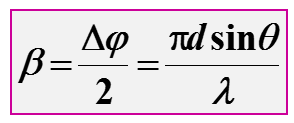 β = Δφ/2 = πd sinθ/λ